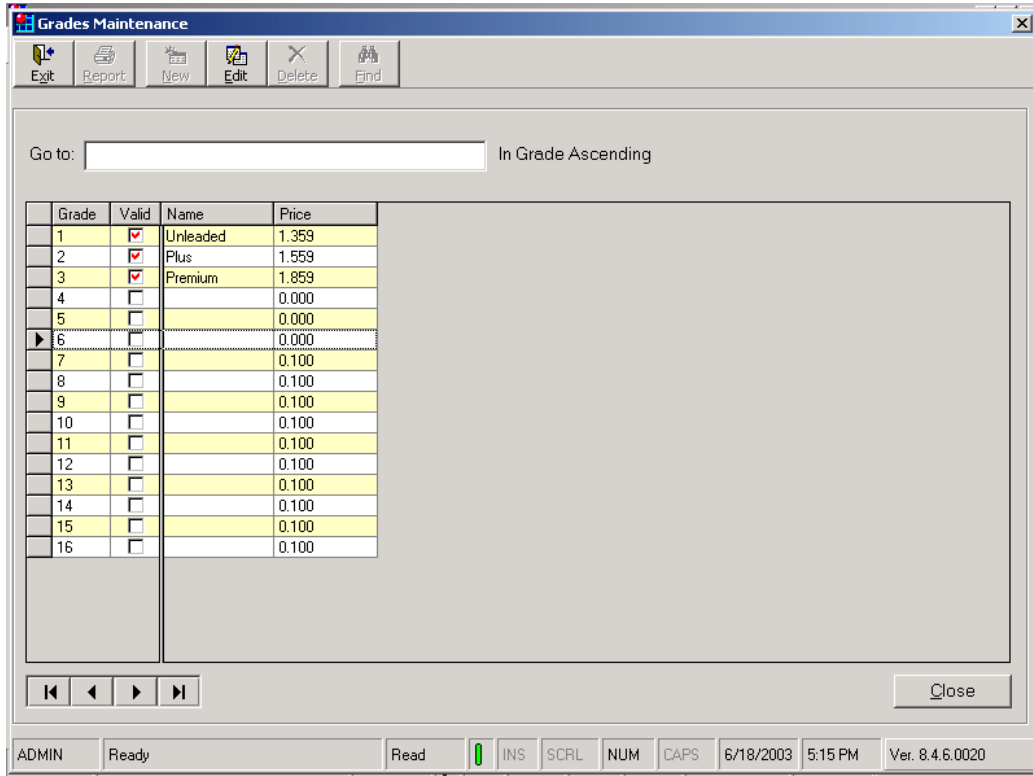 Grades Maintenance
Exit Report New Edit Delete Find
Go to: In Grade Ascending
Grade Valid Name Price
1 Unleaded 1.359
2 Plus 1.559
3 Premium 1.859
4 0.000
5 0.000
6 0.000
7 0.100
8 0.100
9 0.100
10 0.100
11 0.100
12 0.100
13 0.100
14 0.100
15 0.100
16 0.100
Close
ADMIN Ready Read INS SCRL NUM CAPS 6/18/2003 5:15 PM Ver. 8.4.6.0020